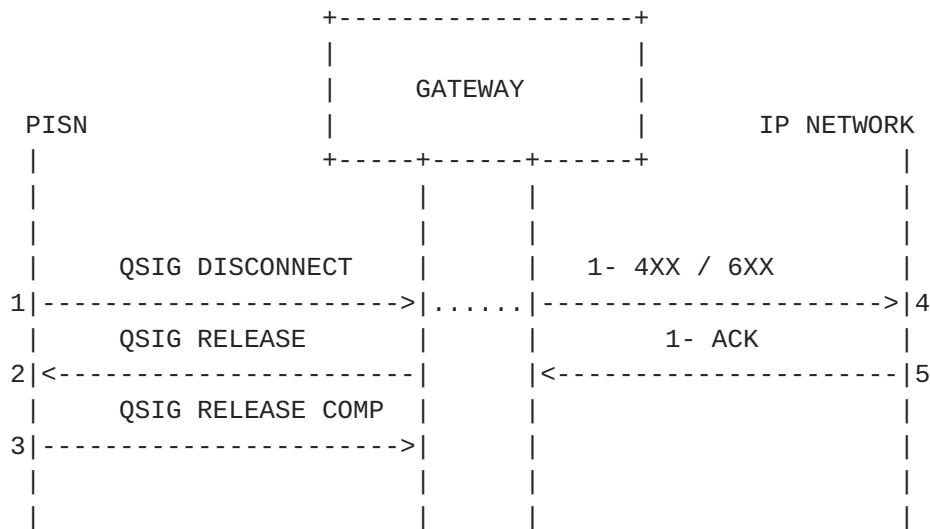 +-------------------+
                    |                   |
                    |     GATEWAY       |
 PISN               |                   |       IP NETWORK
 |                  +-----+------+------+                |
 |                        |      |                       |
 |                        |      |                       |
 |     QSIG DISCONNECT    |      |   1- 4XX / 6XX        |
1|----------------------->|......|---------------------->|4
 |     QSIG RELEASE       |      |        1- ACK         |
2|<-----------------------|      |<----------------------|5
 |     QSIG RELEASE COMP  |      |                       |
3|----------------------->|      |                       |
 |                        |      |                       |
 |                        |      |                       |